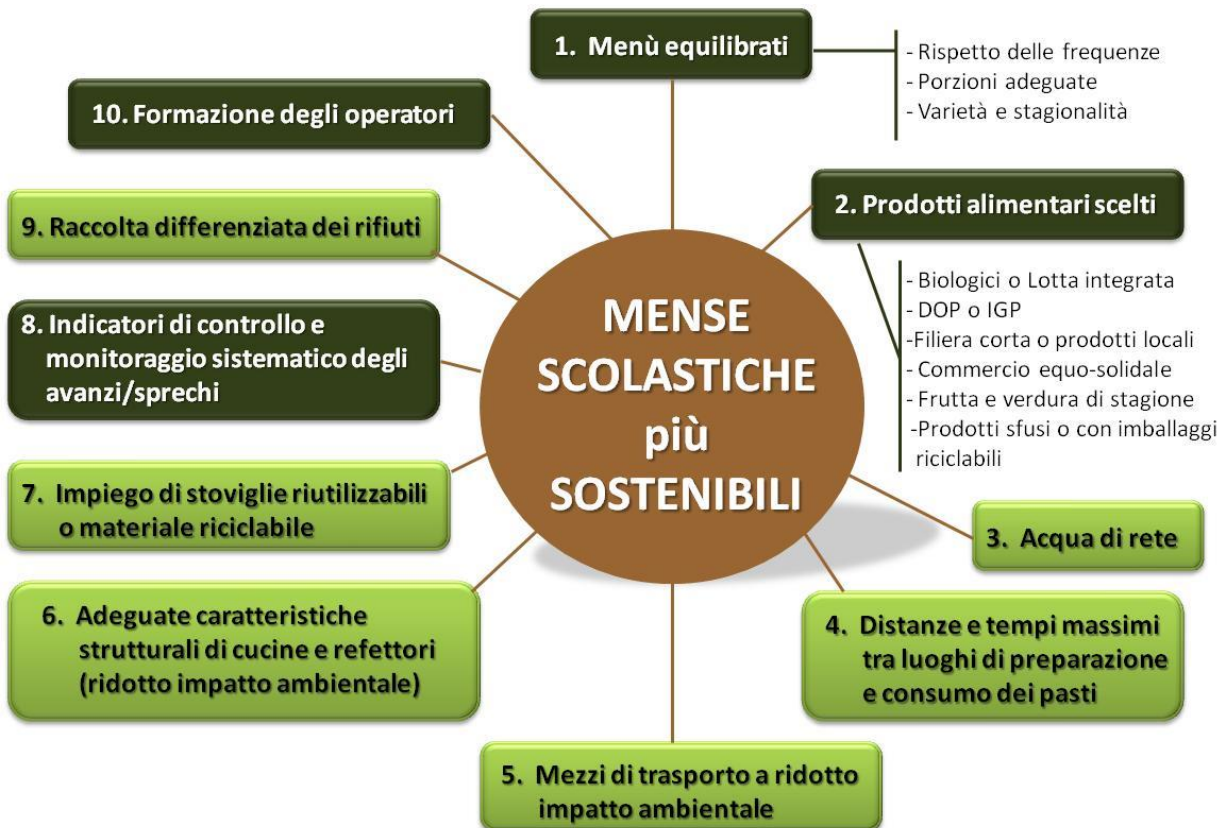 MENSE
SCOLASTICHE
più
SOSTENIBILI
1. Menù equilibrati
- Rispetto delle frequenze
- Porzioni adeguate
- Varietà e stagionalità
2. Prodotti alimentari scelti
- Biologici o Lotta integrata
- DOP o IGP
-Filiera corta o prodotti locali
- Commercio equo-solidale
- Frutta e verdura di stagione
-Prodotti sfusi o con imballaggi
riciclabili
3. Acqua di rete
4. Distanze e tempi massimi
tra luoghi di preparazione
e consumo dei pasti
5. Mezzi di trasporto a ridotto
impatto ambientale
6. Adeguate caratteristiche
strutturali di cucine e refettori
(ridotto impatto ambientale)
7. Impiego di stoviglie riutilizzabili
o materiale riciclabile
8. Indicatori di controllo e
monitoraggio sistematico degli
avanzi/sprechi
9. Raccolta differenziata dei rifiuti
10. Formazione degli operatori